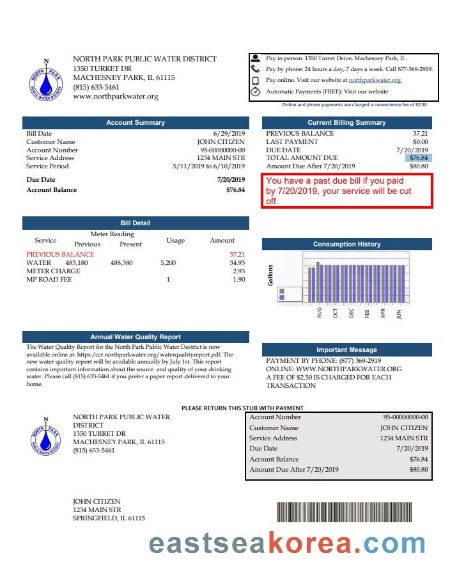 NORTH PARK PUBLIC WATER DISTRICT
1350 TURRET DR
MACHESNEY PARK, IL 61115
(815) 633-5461
www.northparkwater.org
Pay in person: 1350 Turret Drive, Machesney Park, IL
Pay by phone: 24 hours a day, 7 days a week. Call 877-369-2919.
Pay online. Visit our website at northparkwater.org
Automatic Payments (FREE): Visit our website
Online and phone payments are charged a convenience fee of $2.50
NORTH PARK
Account Summary
Bill Date 6/29/2019
Customer Name JOHN CITIZEN
Account Number 95-00000000-00
Service Address 1234 MAIN STR
Service Period 5/11/2019 to 6/10/2019
Due Date 7/20/2019
Account Balance $76.84
Current Billing Summary
PREVIOUS BALANCE 37.21
LAST PAYMENT $0.00
DUE DATE 7/20/2019
TOTAL AMOUNT DUE $76.84
Amount Due After 7/20/2019 $80.80
You have a past due bill if you paid
by 7/20/2019, your service will be cut
off.
Bill Detail
Meter Reading
Service Previous Present Usage Amount
PREVIOUS BALANCE 37.21
WATER 483,180 488,380 5,200 34.93
METER CHARGE 2.93
MP ROAD FEE 1 1.90
Consumption History
Gallons
AUG OCT DEC FEB APR JUN
Annual Water Quality Report
The Water Quality Report for the North Park Public Water District is now
available online at: https://ccr.northparkwater.org/waterqualityreport.pdf. The
new water quality report will be available annually by July 1st. This report
contains important information about the source and quality of your drinking
water. Please call (815) 633-5461 if you prefer a paper report delivered to your
home.
Important Message
PAYMENT BY PHONE: (877) 369-2919
ONLINE: WWW.NORTHPARKWATER.ORG
A FEE OF $2.50 IS CHARGED FOR EACH
TRANSACTION
PLEASE RETURN THIS STUB WITH PAYMENT
NORTH PARK
NORTH PARK PUBLIC WATER
DISTRICT
1350 TURRET DR
MACHESNEY PARK, IL 61115
(815) 633-5461
Account Number 95-00000000-00
Customer Name JOHN CITIZEN
Service Address 1234 MAIN STR
Due Date 7/20/2019
Account Balance $76.84
Amount Due After 7/20/2019 $80.80
JOHN CITIZEN
1234 MAIN STR
SPRINGFIELD, IL 61115
eastseakorea.com